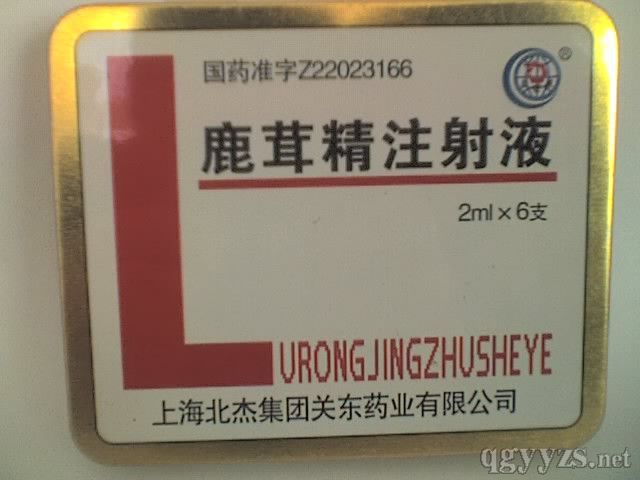 国药准字Z22023166
®
鹿茸精注射液
2ml×6支
LURONGJINGZHUSHEYE
上海北杰集团关东药业有限公司
qgyyzs.net